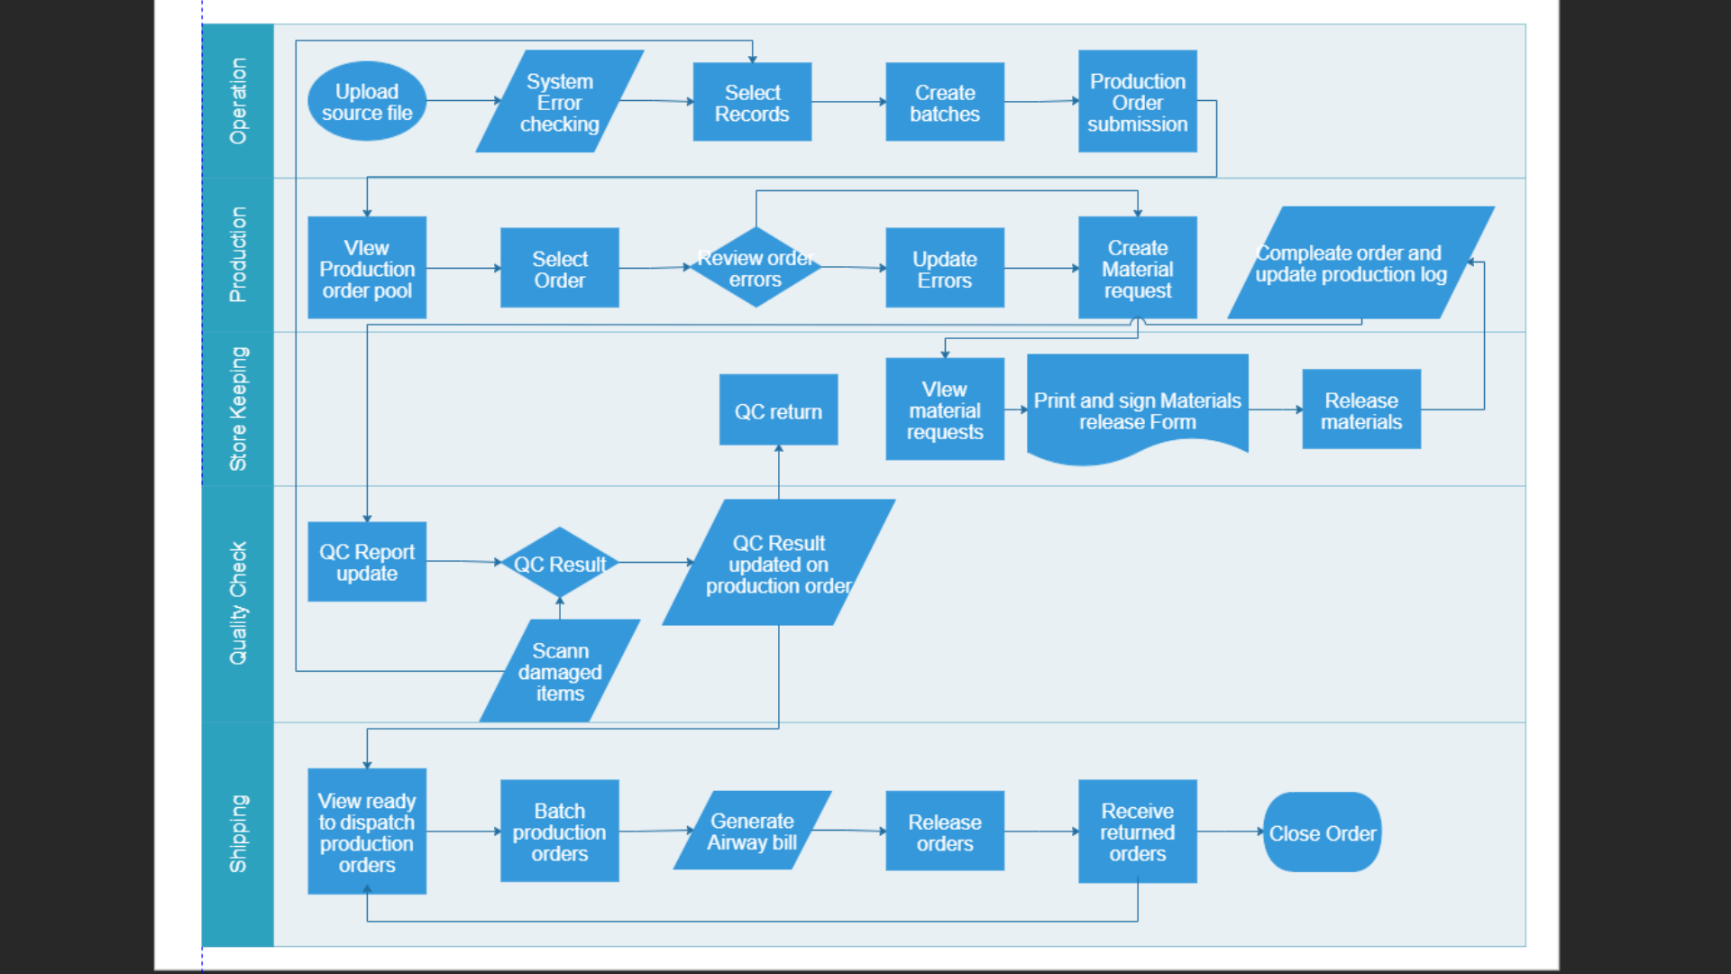 Operation
Upload
source file
System
Error
checking
Select
Records
Create
batches
Production
Order
submission
Production
VIew
Production
order pool
Select
Order
Review order
errors
Update
Errors
Create
Material
request
Compleate order and
update production log
Store Keeping
QC return
VIew
material
requests
Print and sign Materials
release Form
Release
materials
Quality Check
QC Report
update
QC Result
QC Result
updated on
production order
Scann
damaged
items
Shipping
View ready
to dispatch
production
orders
Batch
production
orders
Generate
Airway bill
Release
orders
Receive
returned
orders
Close Order